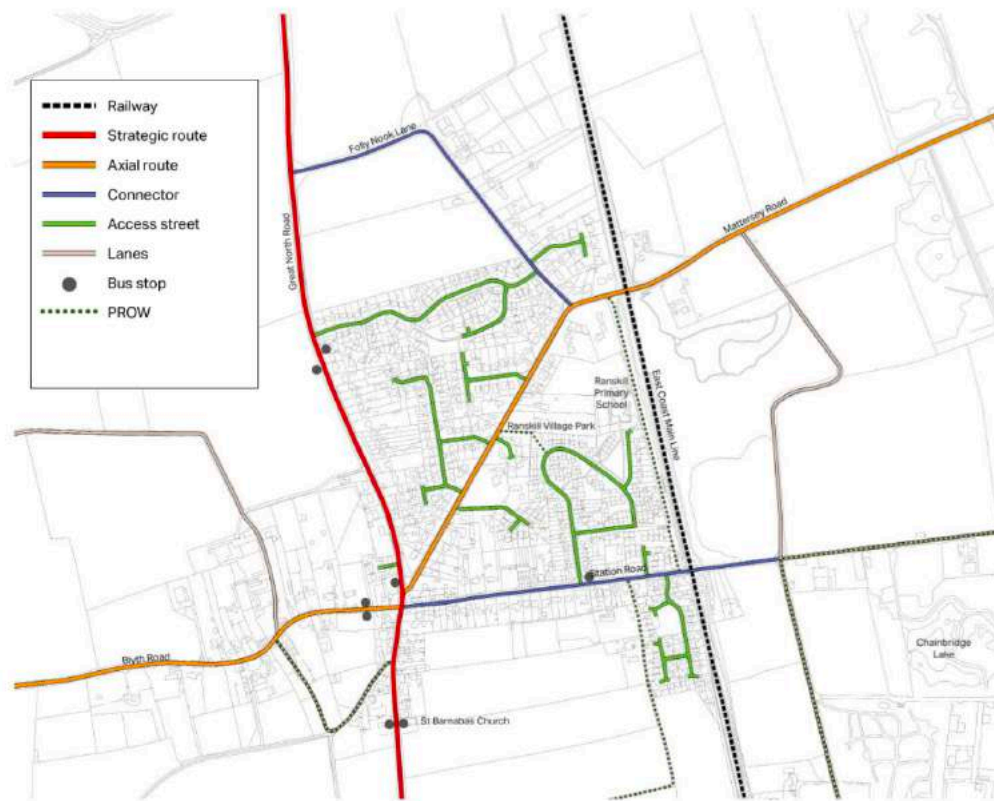 Railway
Strategic route
Axial route
Connector
Access street
Lanes
Bus stop
PROW
Folly Nook Lane
Great North Road
Mattersey Road
Ranskill
Primary
School
East Coast Main Line
Ranskill Village Park
Station Road
Chainbridge
Lake
Blyth Road
St Barnabas Church